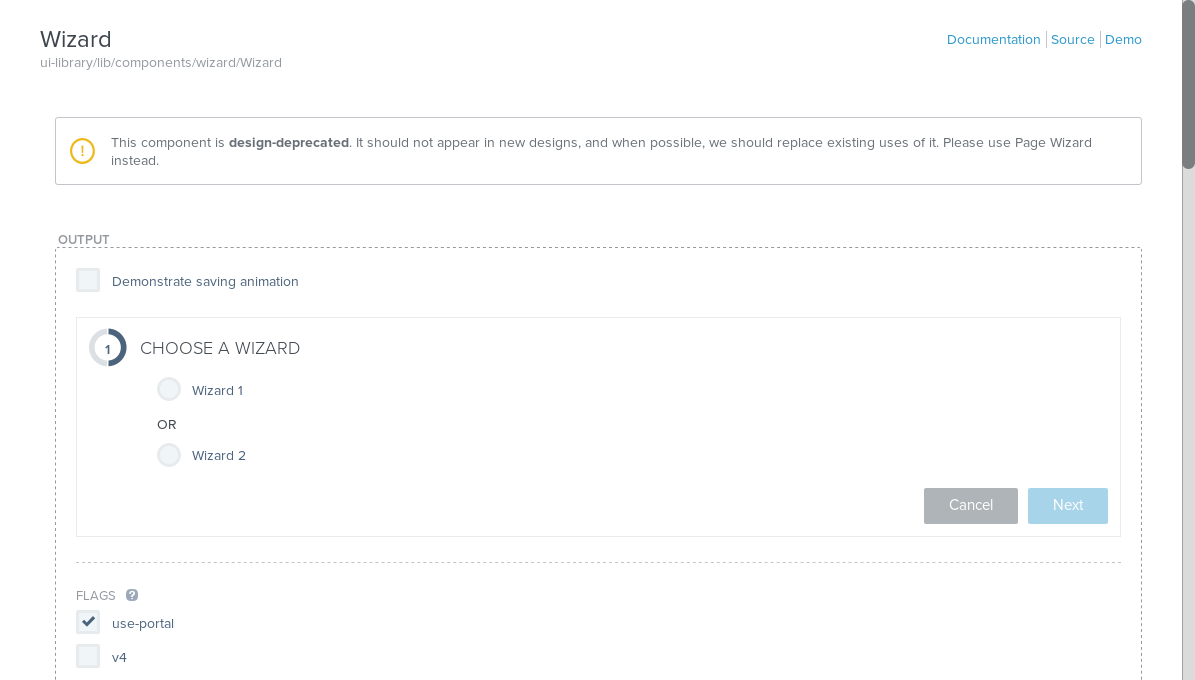 Wizard
Documentation Source Demo
ui-library/lib/components/wizard/Wizard
This component is design-deprecated. It should not appear in new designs, and when possible, we should replace existing uses of it. Please use Page Wizard
instead.
OUTPUT
Demonstrate saving animation
1 CHOOSE A WIZARD
Wizard 1
OR
Wizard 2
Cancel Next
FLAGS ?
use-portal
v4